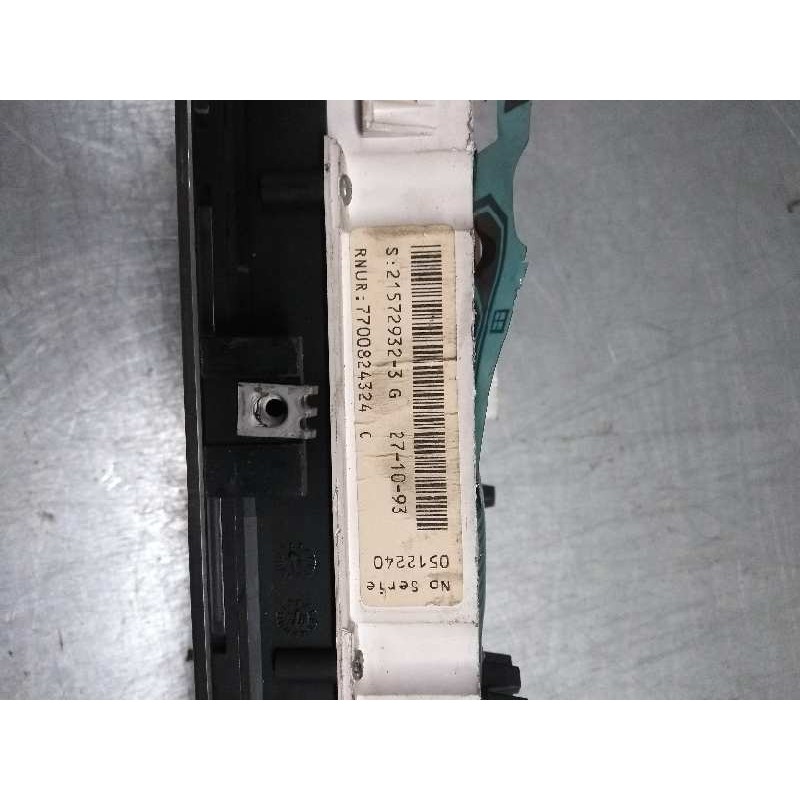 S:21572932-3 G 27-10-93
RNUR:7700824324 C
No Serie
0512240